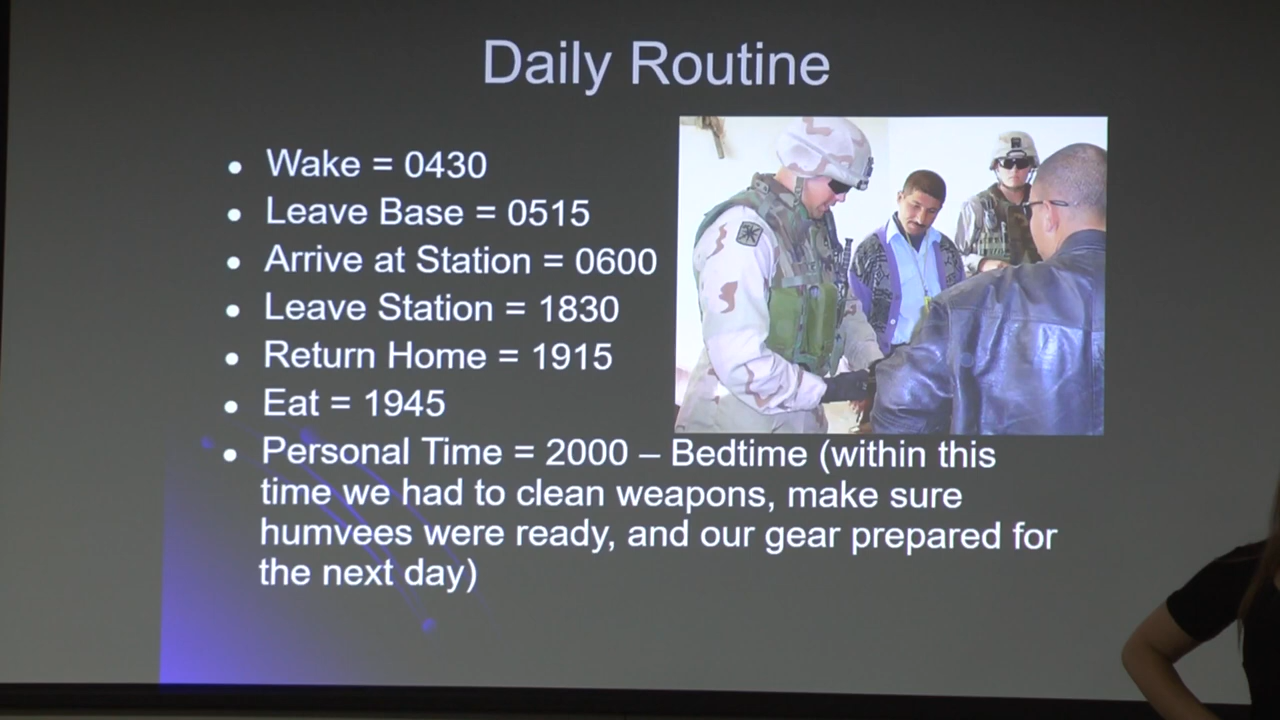 Daily Routine
Wake = 0430
Leave Base = 0515
Arrive at Station = 0600
Leave Station = 1830
Return Home = 1915
Eat = 1945
Personal Time = 2000 – Bedtime (within this
time we had to clean weapons, make sure
humvees were ready, and our gear prepared for
the next day)